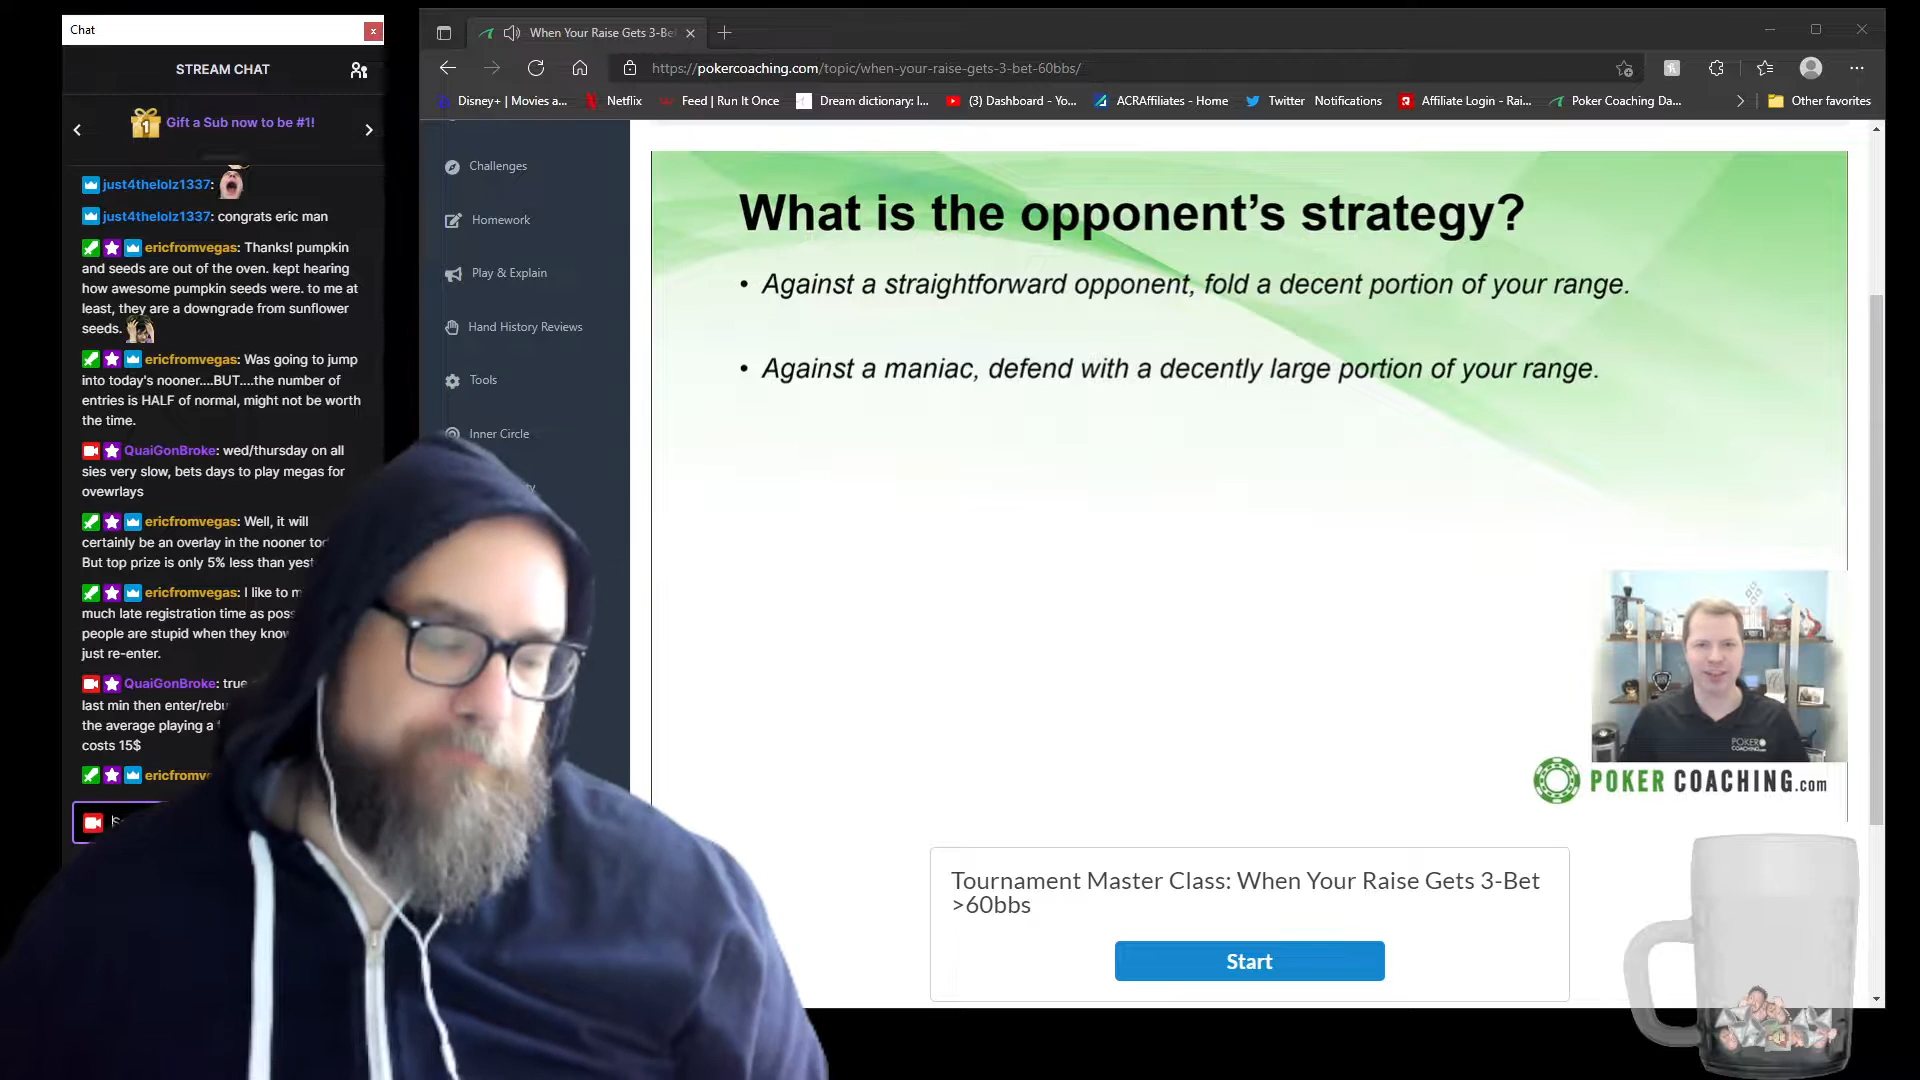 Chat
STREAM CHAT
Gift a Sub now to be #1!
1
just4thelolz1337:
just4thelolz1337: congrats eric man
ericfromvegas: Thanks! pumpkin
and seeds are out of the oven. kept hearing
how awesome pumpkin seeds were. to me at
least, they are a downgrade from sunflower
seeds.
ericfromvegas: Was going to jump
into today's nooner....BUT....the number of
entries is HALF of normal, might not be worth
the time.
QuaiGonBroke: wed/thursday on all
sies very slow, bets days to play megas for
ovewrlays
ericfromvegas: Well, it will
certainly be an overlay in the nooner
But top prize is only 5% less than
ericfromvegas: I like to
much late registration time as
people are stupid when they
just re-enter.
QuaiGonBroke: true
last min then
the average playing a
costs 15$
When Your Raise Gets 3-Be
https://pokercoaching.com/topic/when-your-raise-gets-3-bet-60bbs/
Disney+ | Movies a...
Netflix
Feed | Run It Once
Dream dictionary: I...
(3) Dashboard - Yo...
ACRAffiliates - Home
Twitter
Notifications
Affiliate Login - Rai...
Poker Coaching Da...
Other favorites
Challenges
Homework
Play & Explain
Hand History Reviews
Tools
Inner Circle
What is the opponent's strategy?
• Against a straightforward opponent, fold a decent portion of your range.
• Against a maniac, defend with a decently large portion of your range.
POKER COACHING.com
Tournament Master Class: When Your Raise Gets 3-Bet
>60bbs
Start